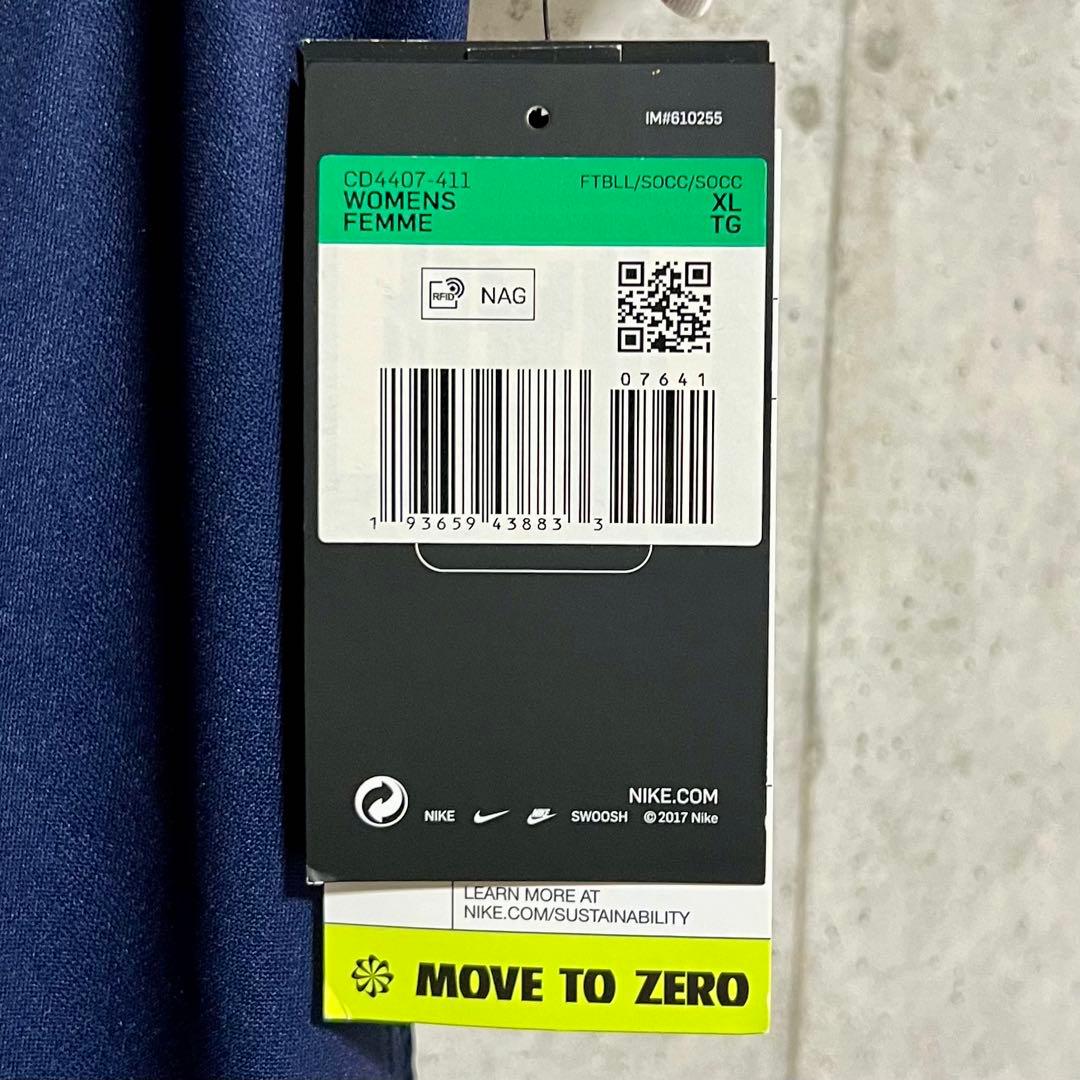 IM#610255
CD4407-411 FTBLL/SOCC/SOCC
WOMENS XL
FEMME TG
RFID NAG
07641
1 93659 43883 3
NIKE.COM
NIKE NIKE SWOOSH ©2017 Nike
LEARN MORE AT
NIKE.COM/SUSTAINABILITY
MOVE TO ZERO